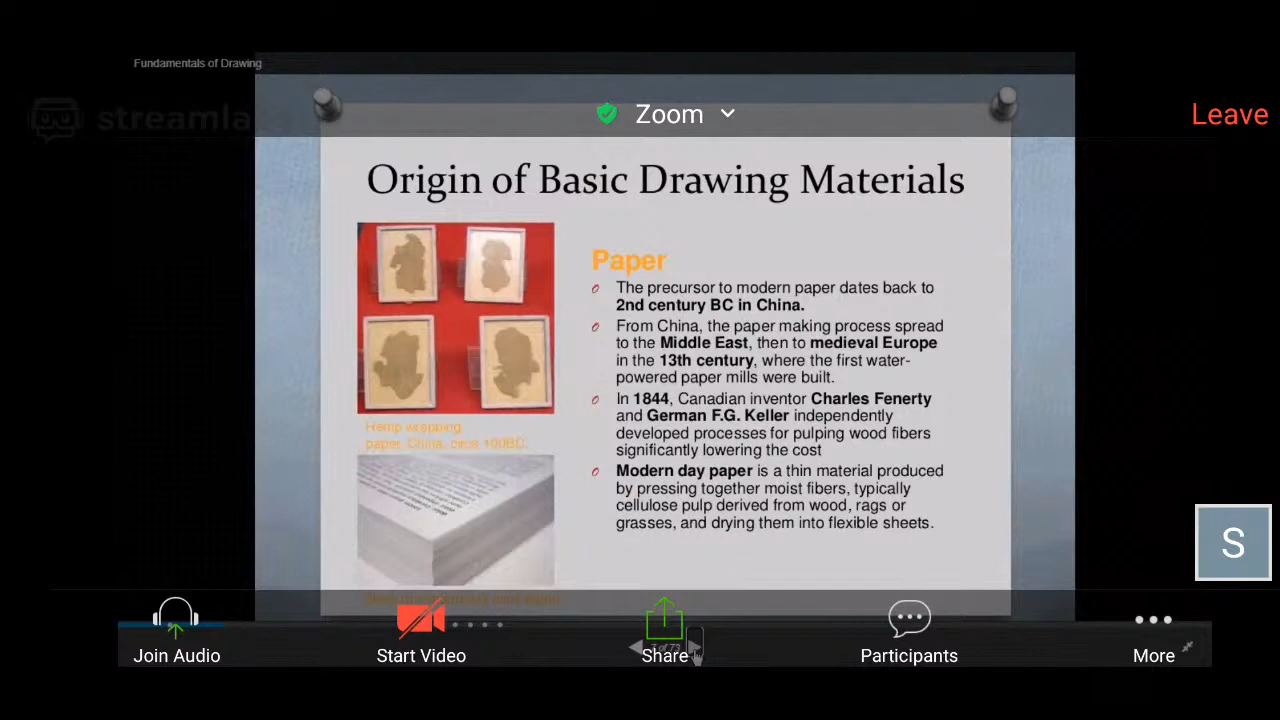 Fundamentals of Drawing
streamla
Zoom
Leave
Origin of Basic Drawing Materials
Paper
The precursor to modern paper dates back to
2nd century BC in China.
From China, the paper making process spread
to the Middle East, then to medieval Europe
in the 13th century, where the first water-
powered paper mills were built.
In 1844, Canadian inventor Charles Fenerty
and German F.G. Keller independently
developed processes for pulping wood fibers
significantly lowering the cost
Modern day paper is a thin material produced
by pressing together moist fibers, typically
cellulose pulp derived from wood, rags or
grasses, and drying them into flexible sheets.
Hemp wrapping
paper, China, circa 100BC.
S
Join Audio
Start Video
Share
Participants
More